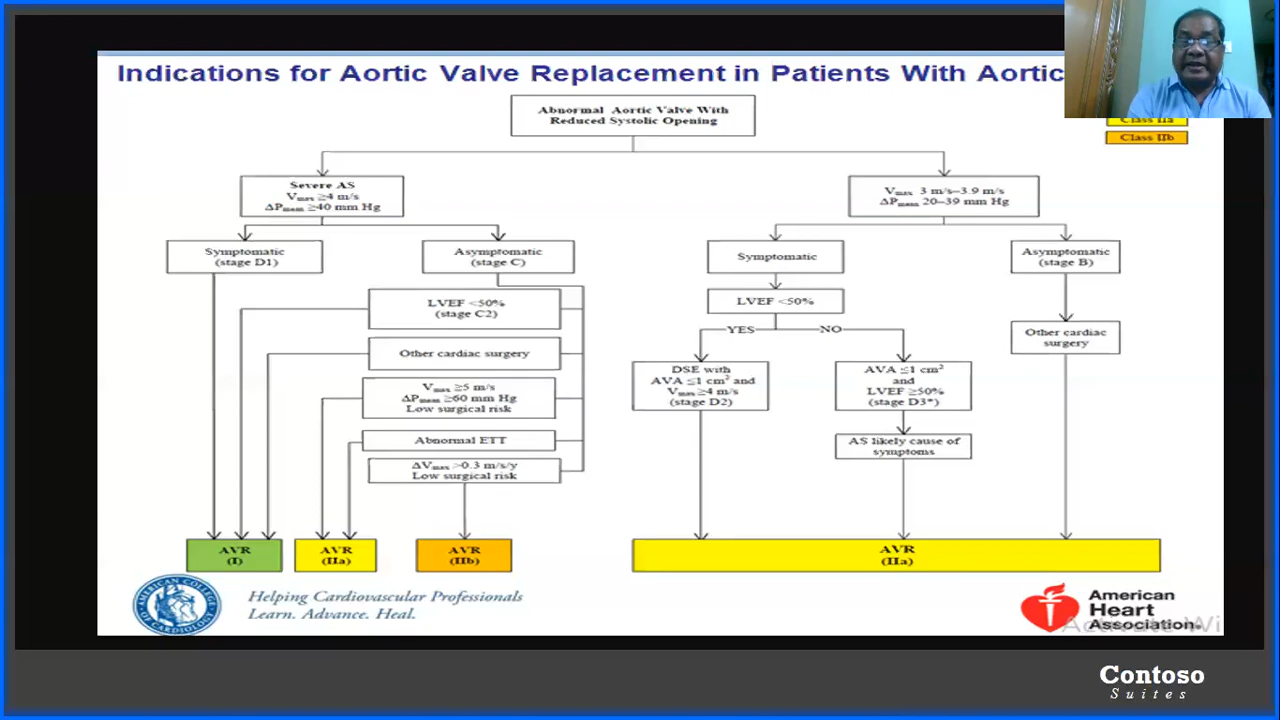 Indications for Aortic Valve Replacement in Patients With Aortic
Class IIa
Class IIb
Abnormal Aortic Valve With
Reduced Systolic Opening
Severe AS
Vmax ≥4 m/s
ΔPmean ≥40 mm Hg
Vmax 3 m/s–3.9 m/s
ΔPmean 20–39 mm Hg
Symptomatic
(stage D1)
Asymptomatic
(stage C)
Symptomatic
Asymptomatic
(stage B)
LVEF <50%
(stage C2)
LVEF <50%
YES
NO
Other cardiac surgery
Other cardiac
surgery
Vmax ≥5 m/s
ΔPmean ≥60 mm Hg
Low surgical risk
DSE with
AVA ≤1 cm² and
Vmax ≥4 m/s
(stage D2)
AVA ≤1 cm²
and
LVEF ≥50%
(stage D3*)
Abnormal ETT
AS likely cause of
symptoms
ΔVmax >0.3 m/s/y
Low surgical risk
AVR
(I)
AVR
(IIa)
AVR
(IIb)
AVR
(IIa)
AMERICAN COLLEGE OF CARDIOLOGY
Helping Cardiovascular Professionals
Learn. Advance. Heal.
American
Heart
Association®
Activate Wi
Contoso
Suites